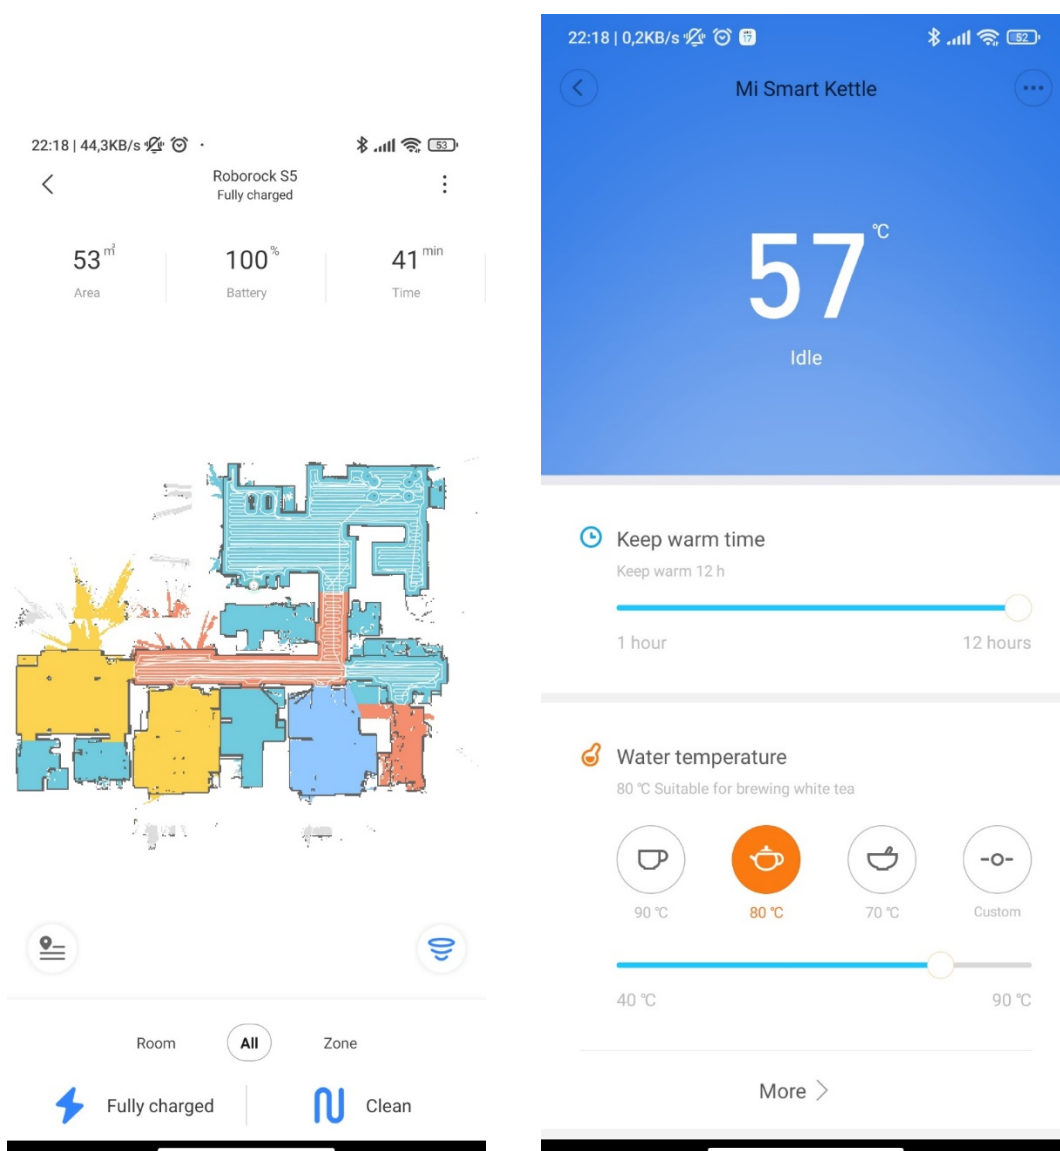 22:18 | 44,3KB/s
53
Roborock S5
Fully charged
53 m²
100 %
41 min
Area
Battery
Time
Room
All
Zone
Fully charged
Clean
22:18 | 0,2KB/s
17
52
Mi Smart Kettle
57 °C
Idle
Keep warm time
Keep warm 12 h
1 hour
12 hours
Water temperature
80 °C Suitable for brewing white tea
90 °C
80 °C
70 °C
Custom
40 °C
90 °C
More